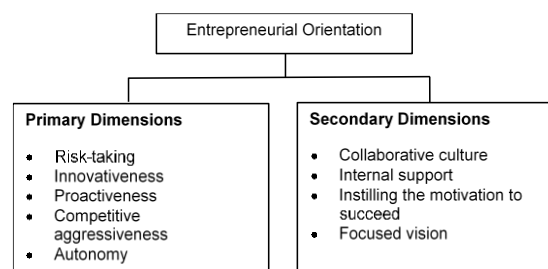 Entrepreneurial Orientation
Primary Dimensions
• Risk-taking
• Innovativeness
• Proactiveness
• Competitive
aggressiveness
• Autonomy
Secondary Dimensions
• Collaborative culture
• Internal support
• Instilling the motivation to
succeed
• Focused vision